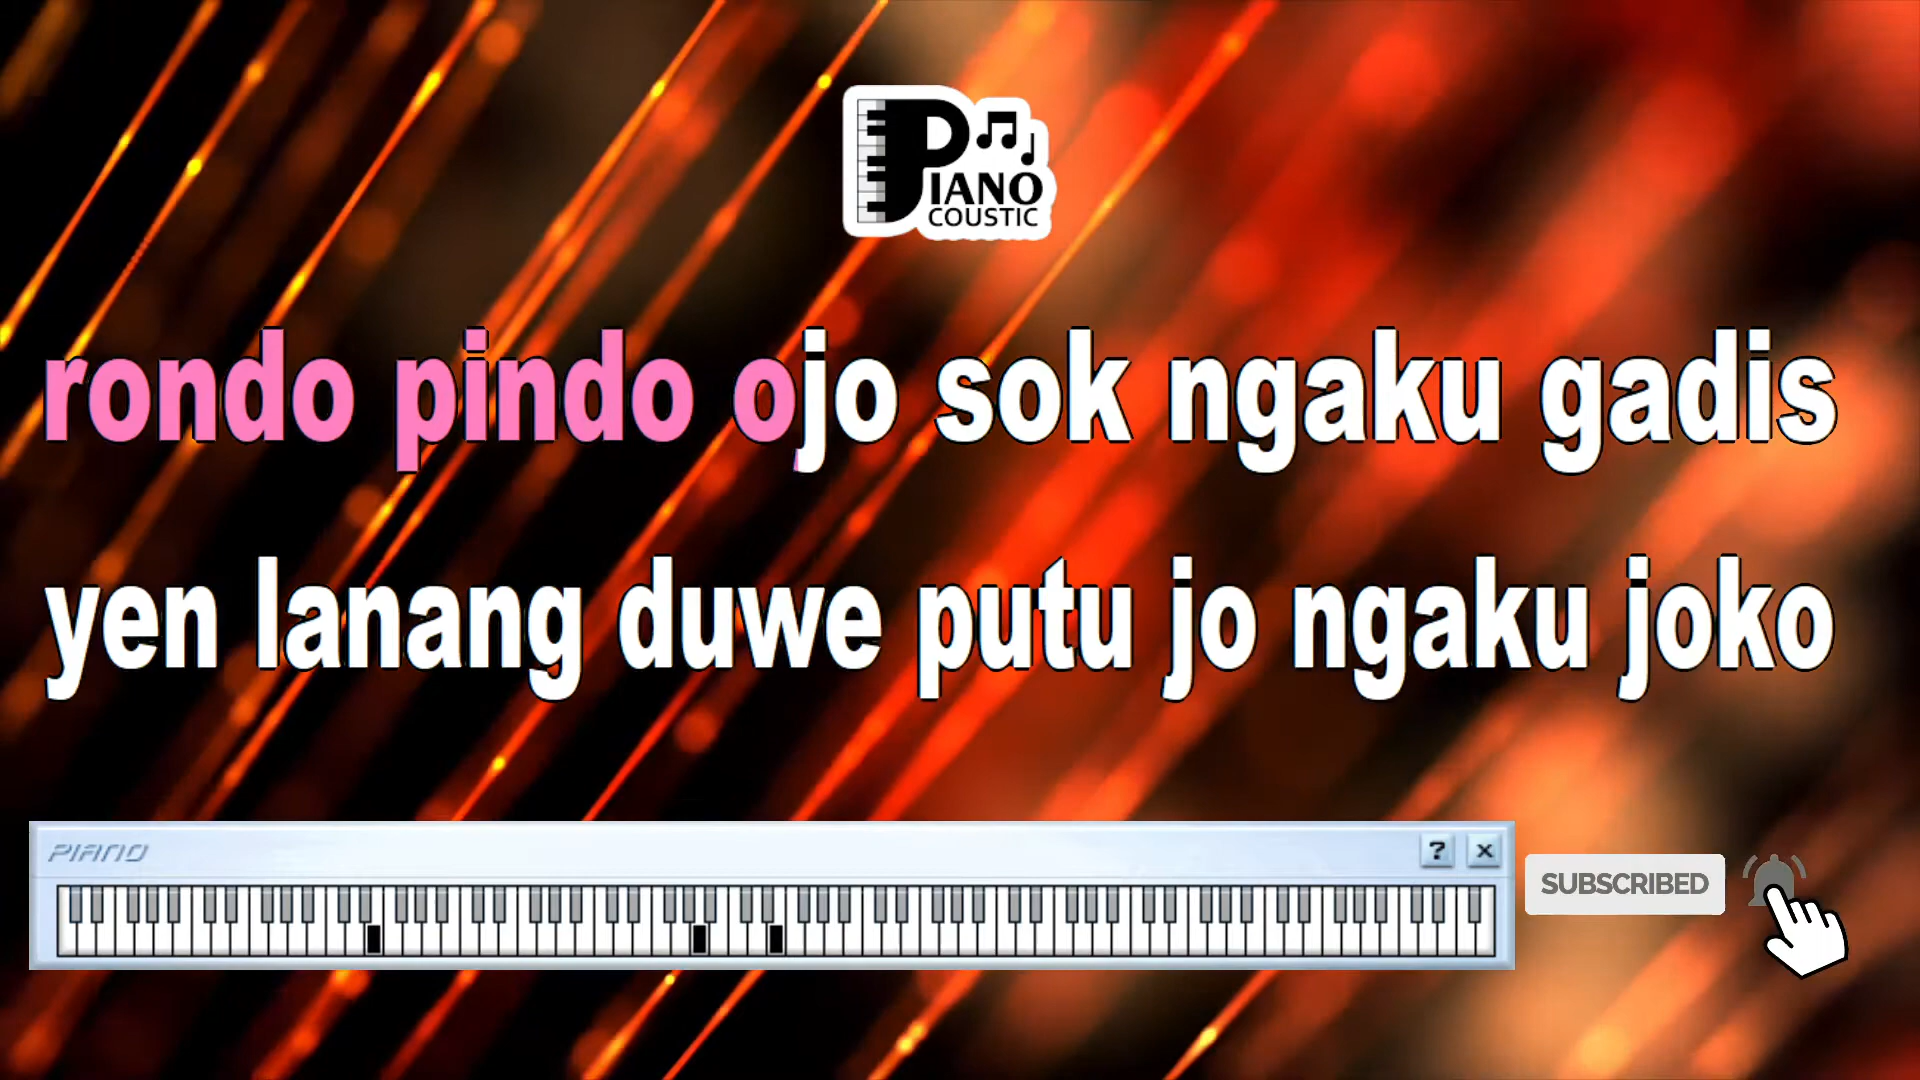 PIANO
COUSTIC
rondo pindo ojo sok ngaku gadis
yen lanang duwe putu jo ngaku joko
PIANO
? x
SUBSCRIBED